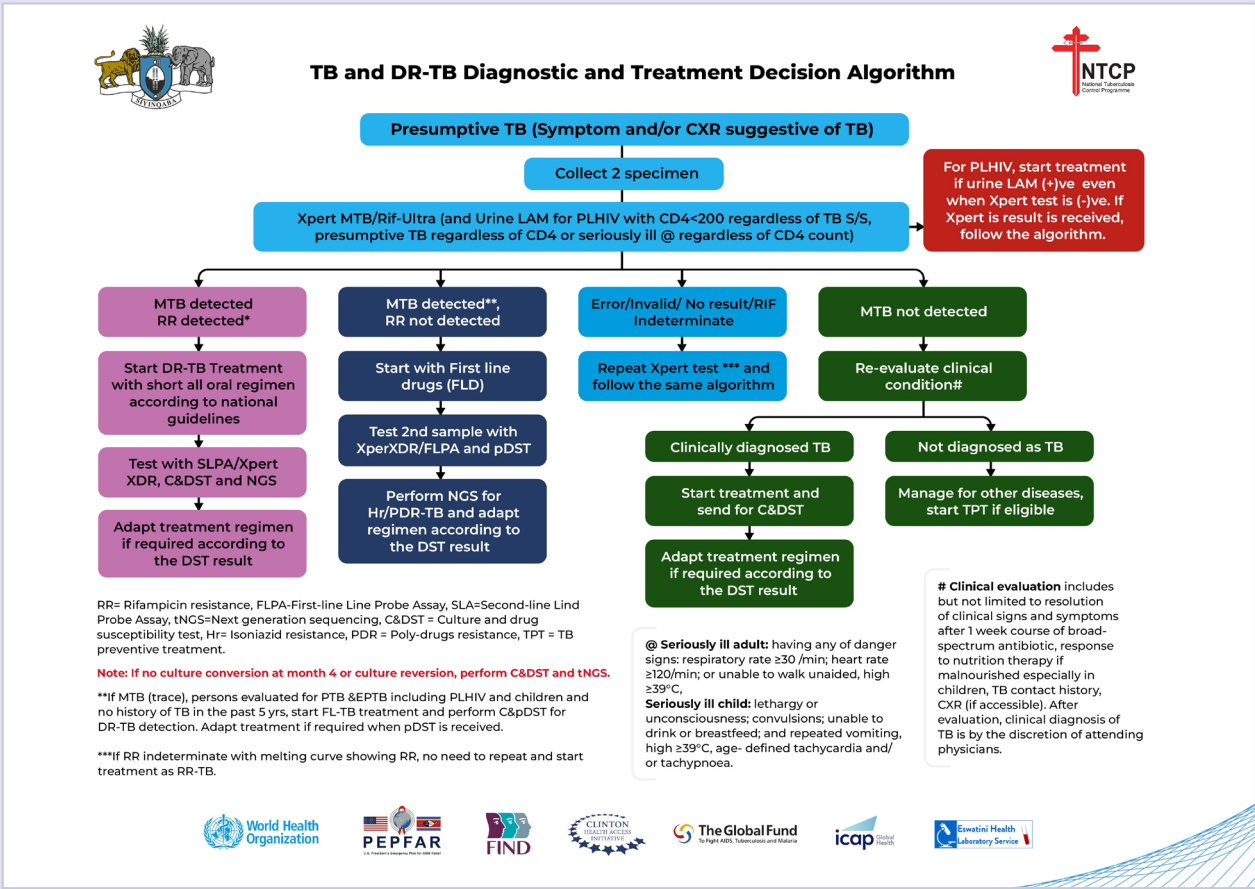 SIYINQABA
TB and DR-TB Diagnostic and Treatment Decision Algorithm
NTCP
National Tuberculosis
Control Programme
Presumptive TB (Symptom and/or CXR suggestive of TB)
Collect 2 specimen
Xpert MTB/Rif-Ultra (and Urine LAM for PLHIV with CD4<200 regardless of TB S/S,
presumptive TB regardless of CD4 or seriously ill @ regardless of CD4 count)
For PLHIV, start treatment
if urine LAM (+)ve even
when Xpert test is (-)ve. If
Xpert is result is received,
follow the algorithm.
MTB detected
RR detected*
Start DR-TB Treatment
with short all oral regimen
according to national
guidelines
Test with SLPA/Xpert
XDR, C&DST and NGS
Adapt treatment regimen
if required according to
the DST result
MTB detected**,
RR not detected
Start with First line
drugs (FLD)
Test 2nd sample with
XperXDR/FLPA and pDST
Perform NGS for
Hr/PDR-TB and adapt
regimen according to
the DST result
Error/Invalid/ No result/RIF
Indeterminate
Repeat Xpert test *** and
follow the same algorithm
MTB not detected
Re-evaluate clinical
condition#
Clinically diagnosed TB
Start treatment and
send for C&DST
Adapt treatment regimen
if required according to
the DST result
Not diagnosed as TB
Manage for other diseases,
start TPT if eligible
RR= Rifampicin resistance, FLPA-First-line Line Probe Assay, SLA=Second-line Lind
Probe Assay, tNGS=Next generation sequencing, C&DST = Culture and drug
susceptibility test, Hr= Isoniazid resistance, PDR = Poly-drugs resistance, TPT = TB
preventive treatment.
Note: If no culture conversion at month 4 or culture reversion, perform C&DST and tNGS.
**If MTB (trace), persons evaluated for PTB &EPTB including PLHIV and children and
no history of TB in the past 5 yrs, start FL-TB treatment and perform C&pDST for
DR-TB detection. Adapt treatment if required when pDST is received.
***If RR indeterminate with melting curve showing RR, no need to repeat and start
treatment as RR-TB.
@ Seriously ill adult: having any of danger
signs: respiratory rate ≥30 /min; heart rate
≥120/min; or unable to walk unaided, high
≥39°C,
Seriously ill child: lethargy or
unconsciousness; convulsions; unable to
drink or breastfeed; and repeated vomiting,
high ≥39°C, age- defined tachycardia and/
or tachypnoea.
# Clinical evaluation includes
but not limited to resolution
of clinical signs and symptoms
after 1 week course of broad-
spectrum antibiotic, response
to nutrition therapy if
malnourished especially in
children, TB contact history,
CXR (if accessible). After
evaluation, clinical diagnosis of
TB is by the discretion of attending
physicians.
World Health
Organization
PEPFAR
U.S. President's Emergency Plan for AIDS Relief
FIND
CLINTON
HEALTH ACCESS
INITIATIVE
The Global Fund
To Fight AIDS, Tuberculosis and Malaria
icap Global
Health
Eswatini Health
Laboratory Service